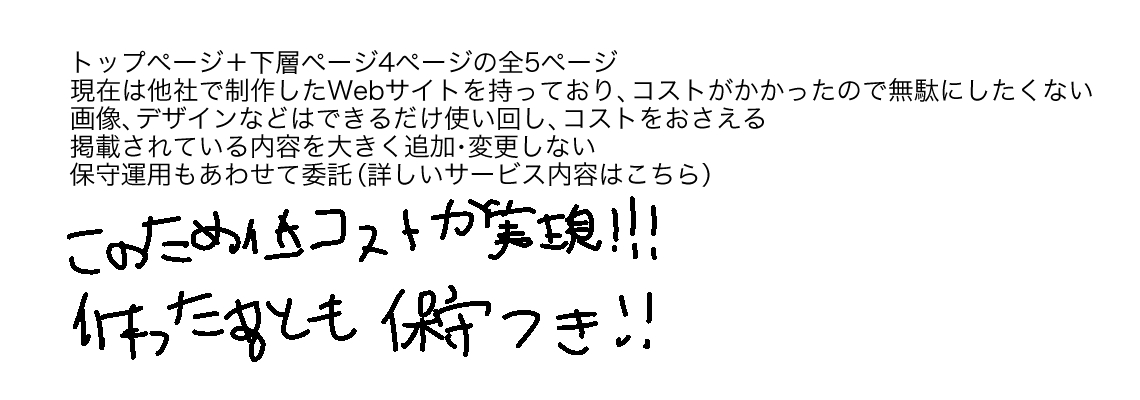 トップページ＋下層ページ4ページの全5ページ
現在は他社で制作したWebサイトを持っており、コストがかかったので無駄にしたくない
画像、デザインなどはできるだけ使い回し、コストをおさえる
掲載されている内容を大きく追加･変更しない
保守運用もあわせて委託（詳しいサービス内容はこちら）
このため低コストが実現!!!
作ったあとも 保守つき!!